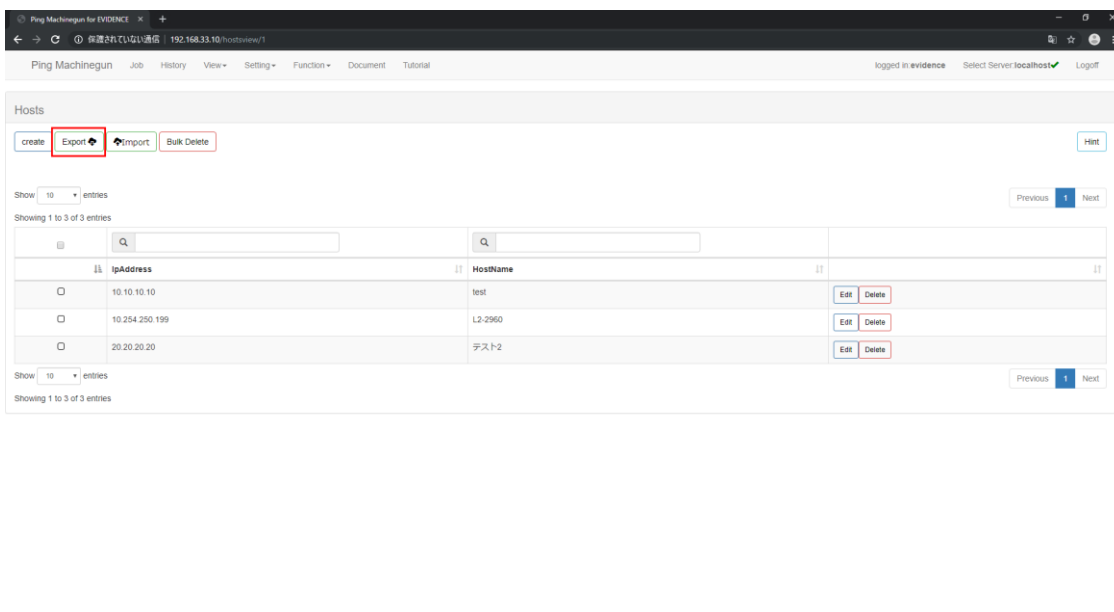 Ping Machinegun for EVIDENCE
保護されていない通信 | 192.168.33.10/hostsview/1
Ping Machinegun Job History View Setting Function Document Tutorial logged in:evidence Select Server:localhost Logoff
Hosts
create Export Import Bulk Delete Hint
Show 10 entries Previous 1 Next
Showing 1 to 3 of 3 entries
IpAddress HostName
10.10.10.10 test Edit Delete
10.254.250.199 L2-2960 Edit Delete
20.20.20.20 テスト2 Edit Delete
Show 10 entries Previous 1 Next
Showing 1 to 3 of 3 entries